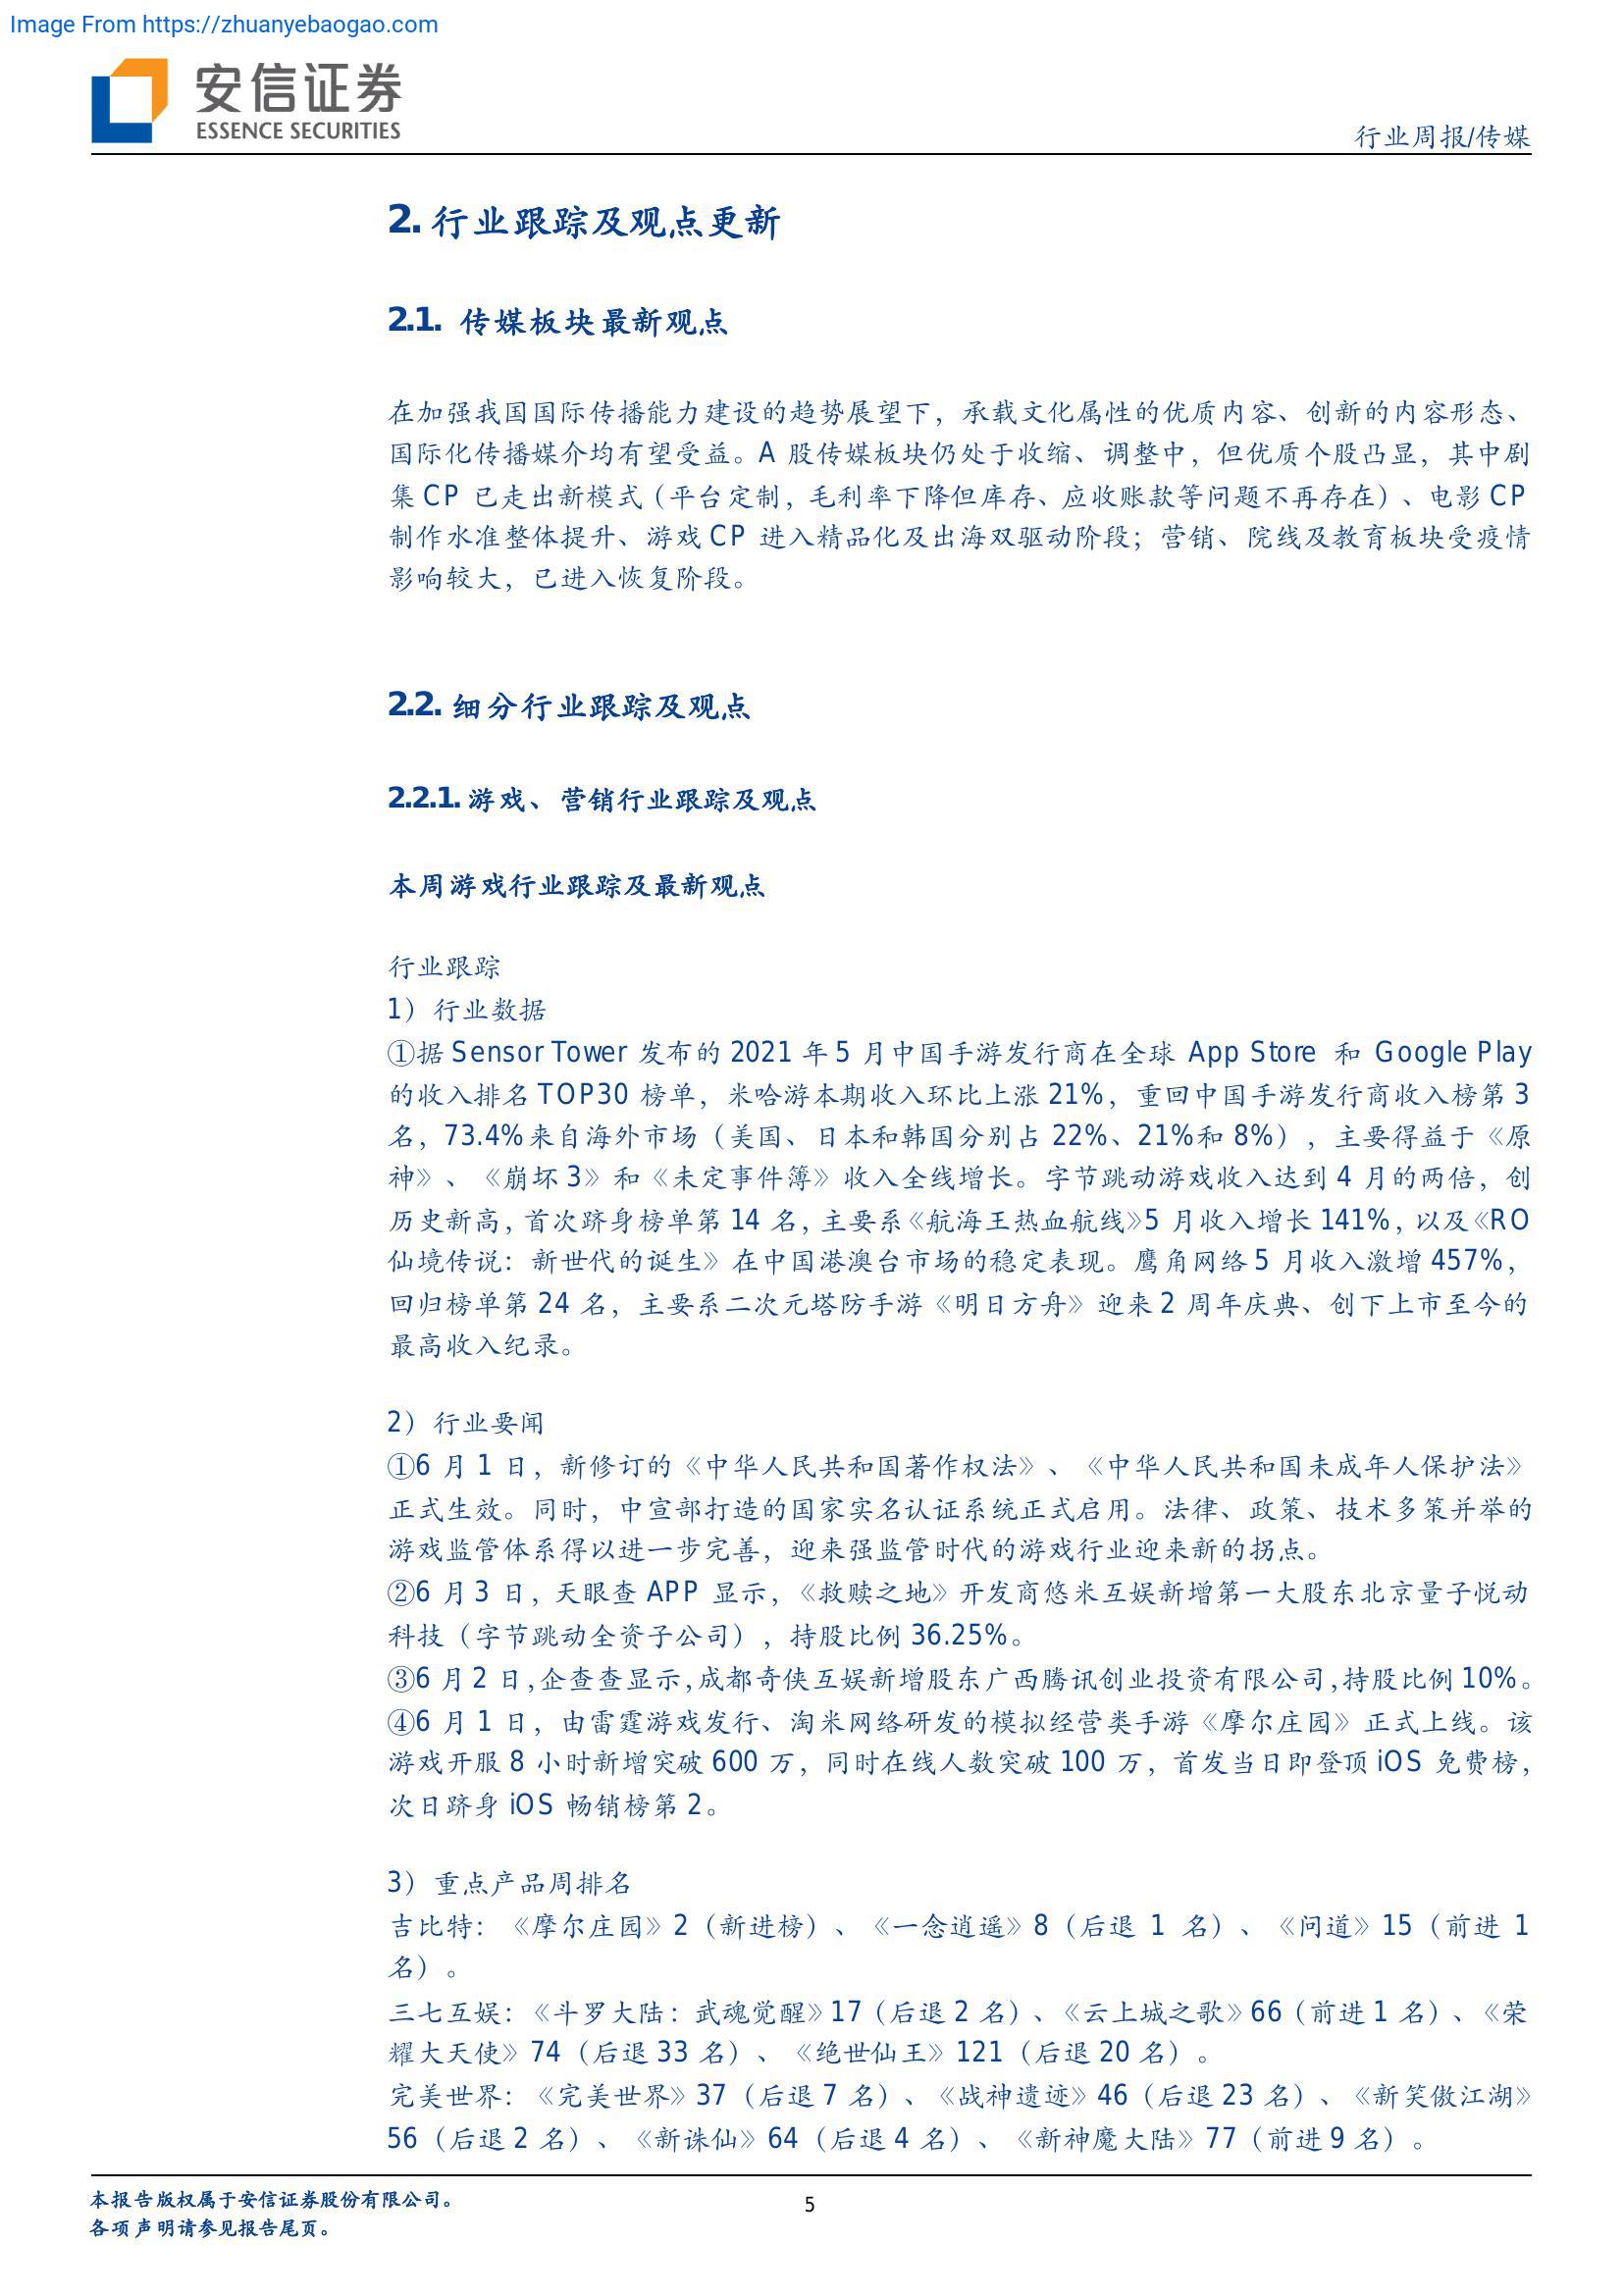 Image From https://zhuanyebaogao.com
安信证券
ESSENCE SECURITIES
行业周报/传媒
2. 行业跟踪及观点更新
2.1. 传媒板块最新观点
在加强我国国际传播能力建设的趋势展望下，承载文化属性的优质内容、创新的内容形态、
国际化传播媒介均有望受益。A 股传媒板块仍处于收缩、调整中，但优质个股凸显，其中剧
集 CP 已走出新模式（平台定制，毛利率下降但库存、应收账款等问题不再存在）、电影 CP
制作水准整体提升、游戏 CP 进入精品化及出海双驱动阶段；营销、院线及教育板块受疫情
影响较大，已进入恢复阶段。
2.2. 细分行业跟踪及观点
2.2.1. 游戏、营销行业跟踪及观点
本周游戏行业跟踪及最新观点
行业跟踪
1）行业数据
①据 Sensor Tower 发布的 2021 年 5 月中国手游发行商在全球 App Store 和 Google Play
的收入排名 TOP30 榜单，米哈游本期收入环比上涨 21%，重回中国手游发行商收入榜第 3
名，73.4%来自海外市场（美国、日本和韩国分别占 22%、21%和 8%），主要得益于《原
神》、《崩坏 3》和《未定事件簿》收入全线增长。字节跳动游戏收入达到 4 月的两倍，创
历史新高，首次跻身榜单第 14 名，主要系《航海王热血航线》5 月收入增长 141%，以及《RO
仙境传说：新世代的诞生》在中国港澳台市场的稳定表现。鹰角网络 5 月收入激增 457%，
回归榜单第 24 名，主要系二次元塔防手游《明日方舟》迎来 2 周年庆典、创下上市至今的
最高收入纪录。
2）行业要闻
①6 月 1 日，新修订的《中华人民共和国著作权法》、《中华人民共和国未成年人保护法》
正式生效。同时，中宣部打造的国家实名认证系统正式启用。法律、政策、技术多策并举的
游戏监管体系得以进一步完善，迎来强监管时代的游戏行业迎来新的拐点。
②6 月 3 日，天眼查 APP 显示，《救赎之地》开发商悠米互娱新增第一大股东北京量子悦动
科技（字节跳动全资子公司），持股比例 36.25%。
③6 月 2 日,企查查显示,成都奇侠互娱新增股东广西腾讯创业投资有限公司,持股比例 10%。
④6 月 1 日，由雷霆游戏发行、淘米网络研发的模拟经营类手游《摩尔庄园》正式上线。该
游戏开服 8 小时新增突破 600 万，同时在线人数突破 100 万，首发当日即登顶 iOS 免费榜，
次日跻身 iOS 畅销榜第 2。
3）重点产品周排名
吉比特：《摩尔庄园》2（新进榜）、《一念逍遥》8（后退 1 名）、《问道》15（前进 1
名）。
三七互娱：《斗罗大陆：武魂觉醒》17（后退 2 名）、《云上城之歌》66（前进 1 名）、《荣
耀大天使》74（后退 33 名）、《绝世仙王》121（后退 20 名）。
完美世界：《完美世界》37（后退 7 名）、《战神遗迹》46（后退 23 名）、《新笑傲江湖》
56（后退 2 名）、《新诛仙》64（后退 4 名）、《新神魔大陆》77（前进 9 名）。
本报告版权属于安信证券股份有限公司。
5
各项声明请参见报告尾页。